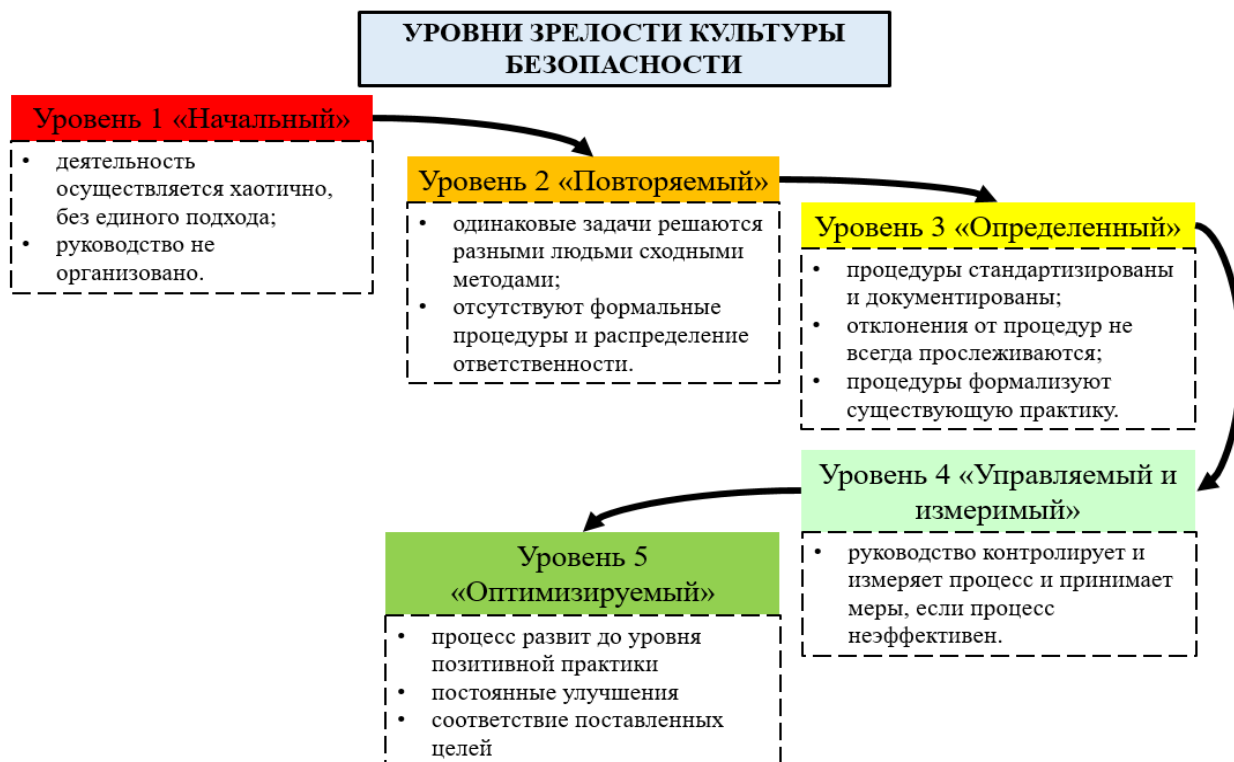 УРОВНИ ЗРЕЛОСТИ КУЛЬТУРЫ
БЕЗОПАСНОСТИ
Уровень 1 «Начальный»
• деятельность
осуществляется хаотично,
без единого подхода;
• руководство не
организовано.
Уровень 2 «Повторяемый»
• одинаковые задачи решаются
разными людьми сходными
методами;
• отсутствуют формальные
процедуры и распределение
ответственности.
Уровень 3 «Определенный»
• процедуры стандартизированы
и документированы;
• отклонения от процедур не
всегда прослеживаются;
• процедуры формализуют
существующую практику.
Уровень 4 «Управляемый и
измеримый»
• руководство контролирует и
измеряет процесс и принимает
меры, если процесс
неэффективен.
Уровень 5
«Оптимизируемый»
• процесс развит до уровня
позитивной практики
• постоянные улучшения
• соответствие поставленных
целей